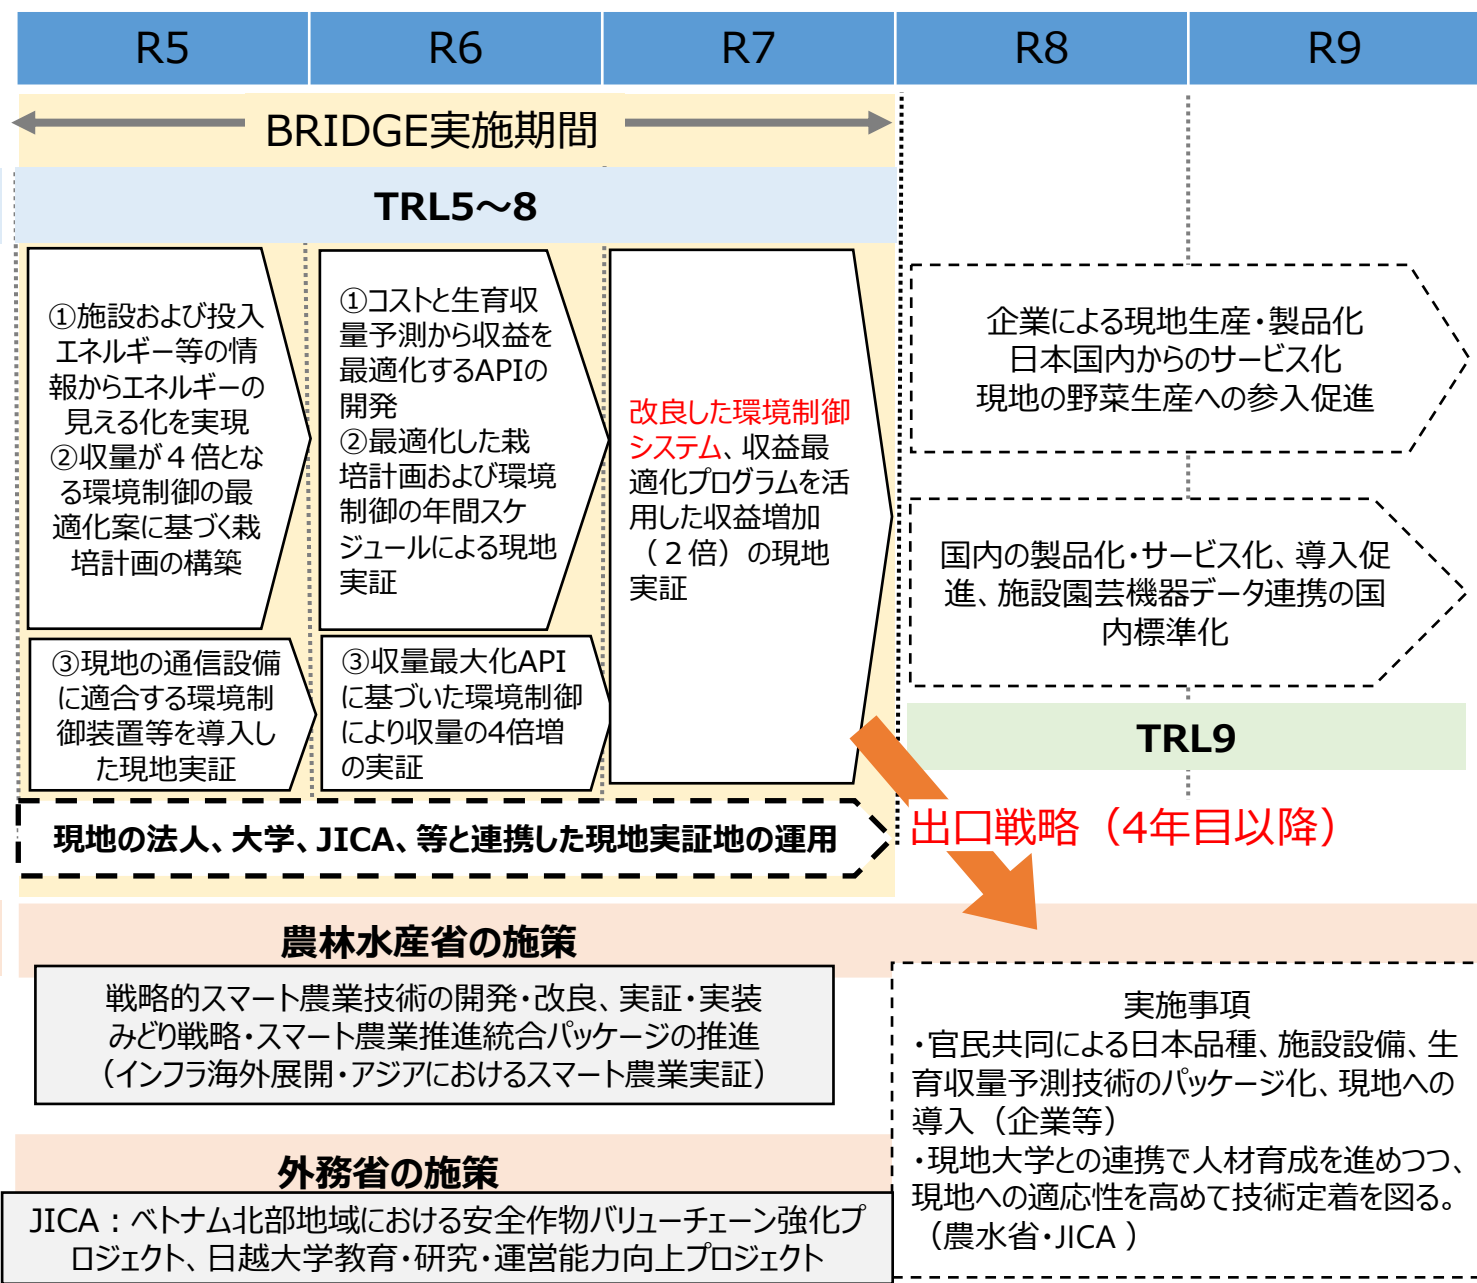 R5
R6
R7
R8
R9
BRIDGE実施期間
TRL5～8
①施設および投入
エネルギー等の情
報からエネルギーの
見える化を実現
②収量が４倍とな
る環境制御の最
適化案に基づく栽
培計画の構築
③現地の通信設備
に適合する環境制
御装置等を導入し
た現地実証
①コストと生育収
量予測から収益を
最適化するAPIの
開発
②最適化した栽
培計画および環境
制御の年間スケ
ジュールによる現地
実証
③収量最大化API
に基づいた環境制御
により収量の4倍増
の実証
改良した環境制御
システム、収益最
適化プログラムを活
用した収益増加
（２倍）の現地
実証
企業による現地生産・製品化
日本国内からのサービス化
現地の野菜生産への参入促進
国内の製品化・サービス化、導入促
進、施設園芸機器データ連携の国
内標準化
TRL9
現地の法人、大学、JICA、等と連携した現地実証地の運用
出口戦略（4年目以降）
農林水産省の施策
戦略的スマート農業技術の開発・改良、実証・実装
みどり戦略・スマート農業推進統合パッケージの推進
（インフラ海外展開・アジアにおけるスマート農業実証）
外務省の施策
JICA：ベトナム北部地域における安全作物バリューチェーン強化プ
ロジェクト、日越大学教育・研究・運営能力向上プロジェクト
実施事項
・官民共同による日本品種、施設設備、生
育収量予測技術のパッケージ化、現地への
導入（企業等）
・現地大学との連携で人材育成を進めつつ、
現地への適応性を高めて技術定着を図る。
（農水省・JICA ）